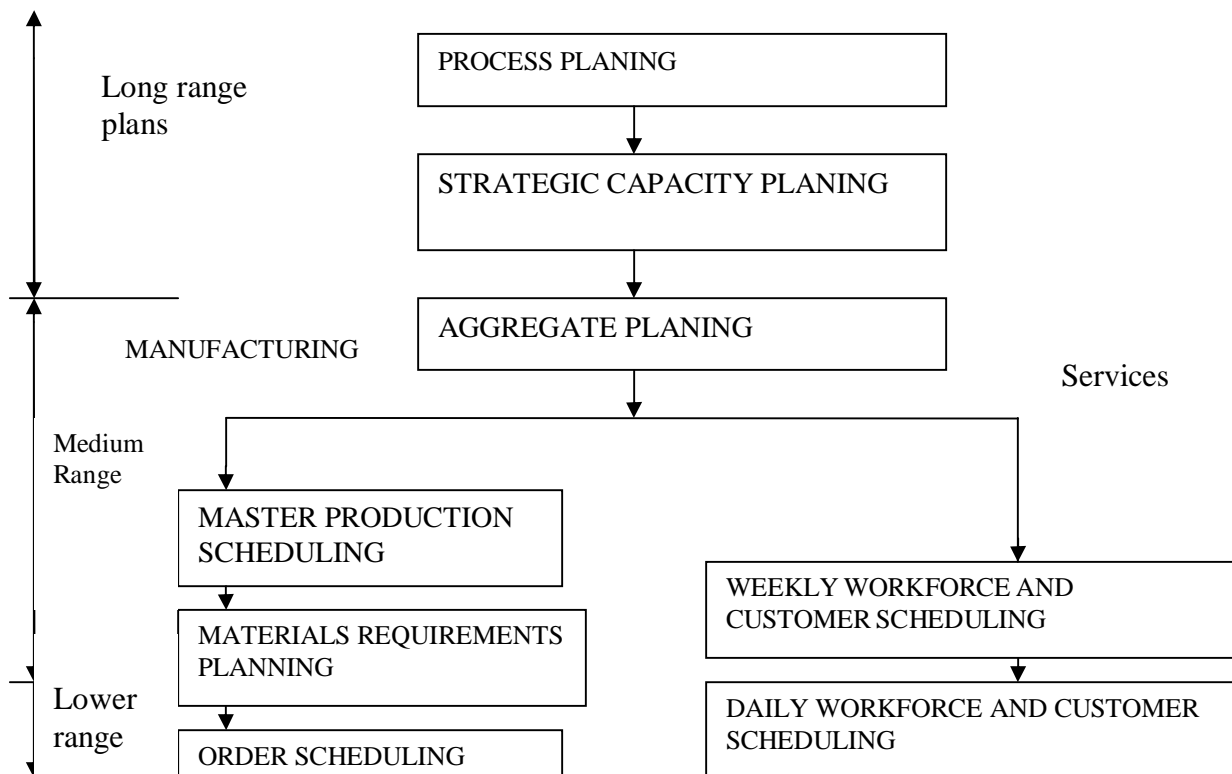 PROCESS PLANING
Long range
plans
STRATEGIC CAPACITY PLANING
AGGREGATE PLANING
MANUFACTURING
Services
Medium
Range
MASTER PRODUCTION
SCHEDULING
WEEKLY WORKFORCE AND
CUSTOMER SCHEDULING
MATERIALS REQUIREMENTS
PLANNING
Lower
range
DAILY WORKFORCE AND CUSTOMER
SCHEDULING
ORDER SCHEDULING